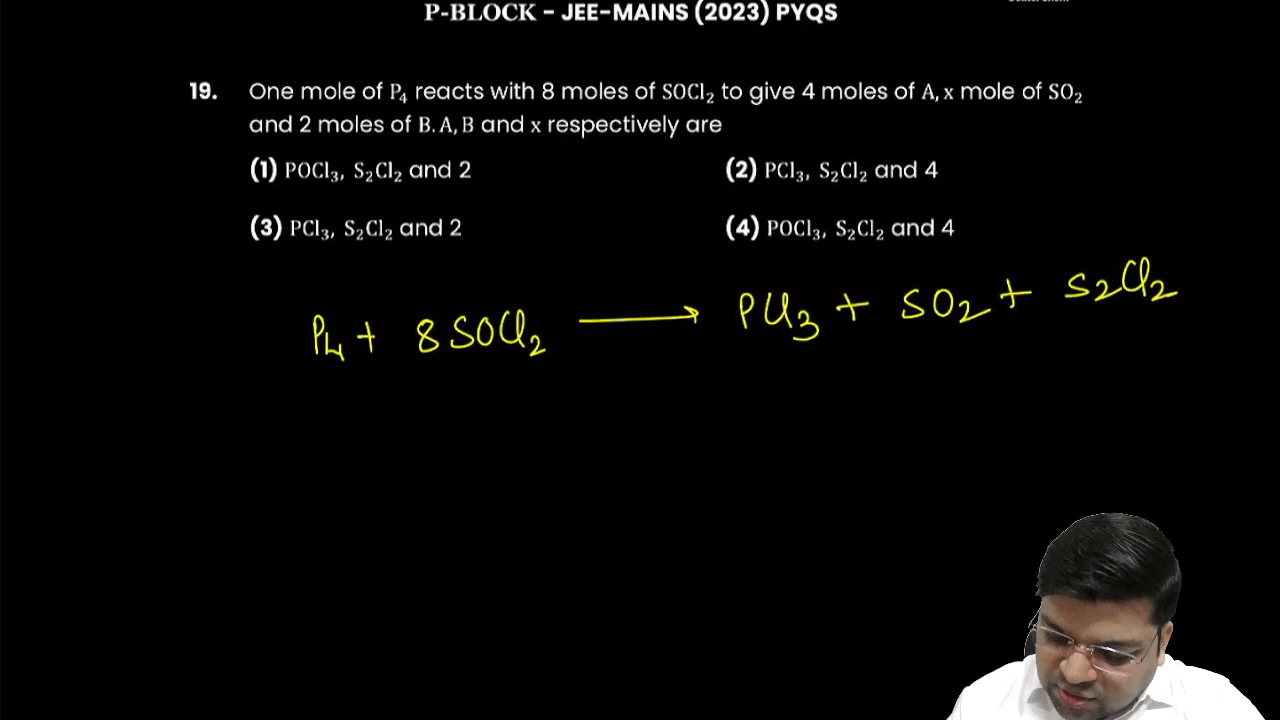 P-BLOCK - JEE-MAINS (2023) PYQS
19. One mole of P₄ reacts with 8 moles of SOCl₂ to give 4 moles of A, x mole of SO₂
and 2 moles of B. A, B and x respectively are
(1) POCl₃, S₂Cl₂ and 2 (2) PCl₃, S₂Cl₂ and 4
(3) PCl₃, S₂Cl₂ and 2 (4) POCl₃, S₂Cl₂ and 4
P₄ + 8 SOCl₂ ⟶ PCl₃ + SO₂ + S₂Cl₂